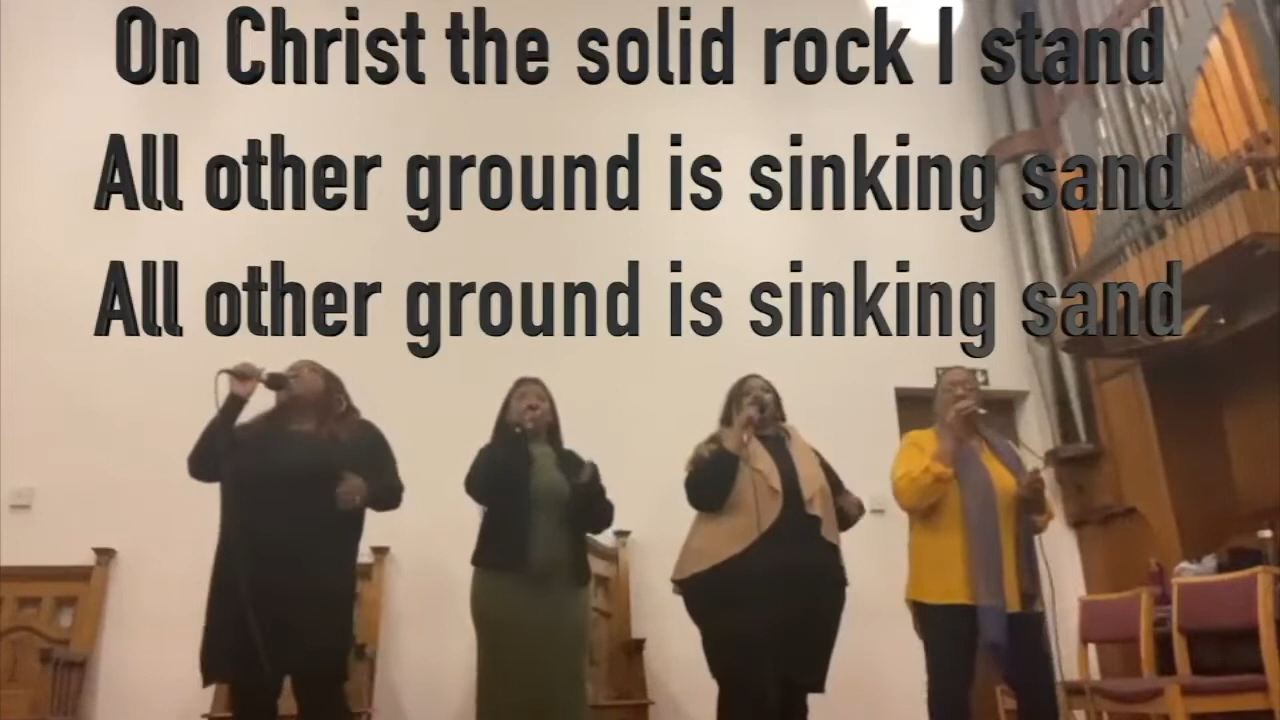 On Christ the solid rock I stand
All other ground is sinking sand
All other ground is sinking sand